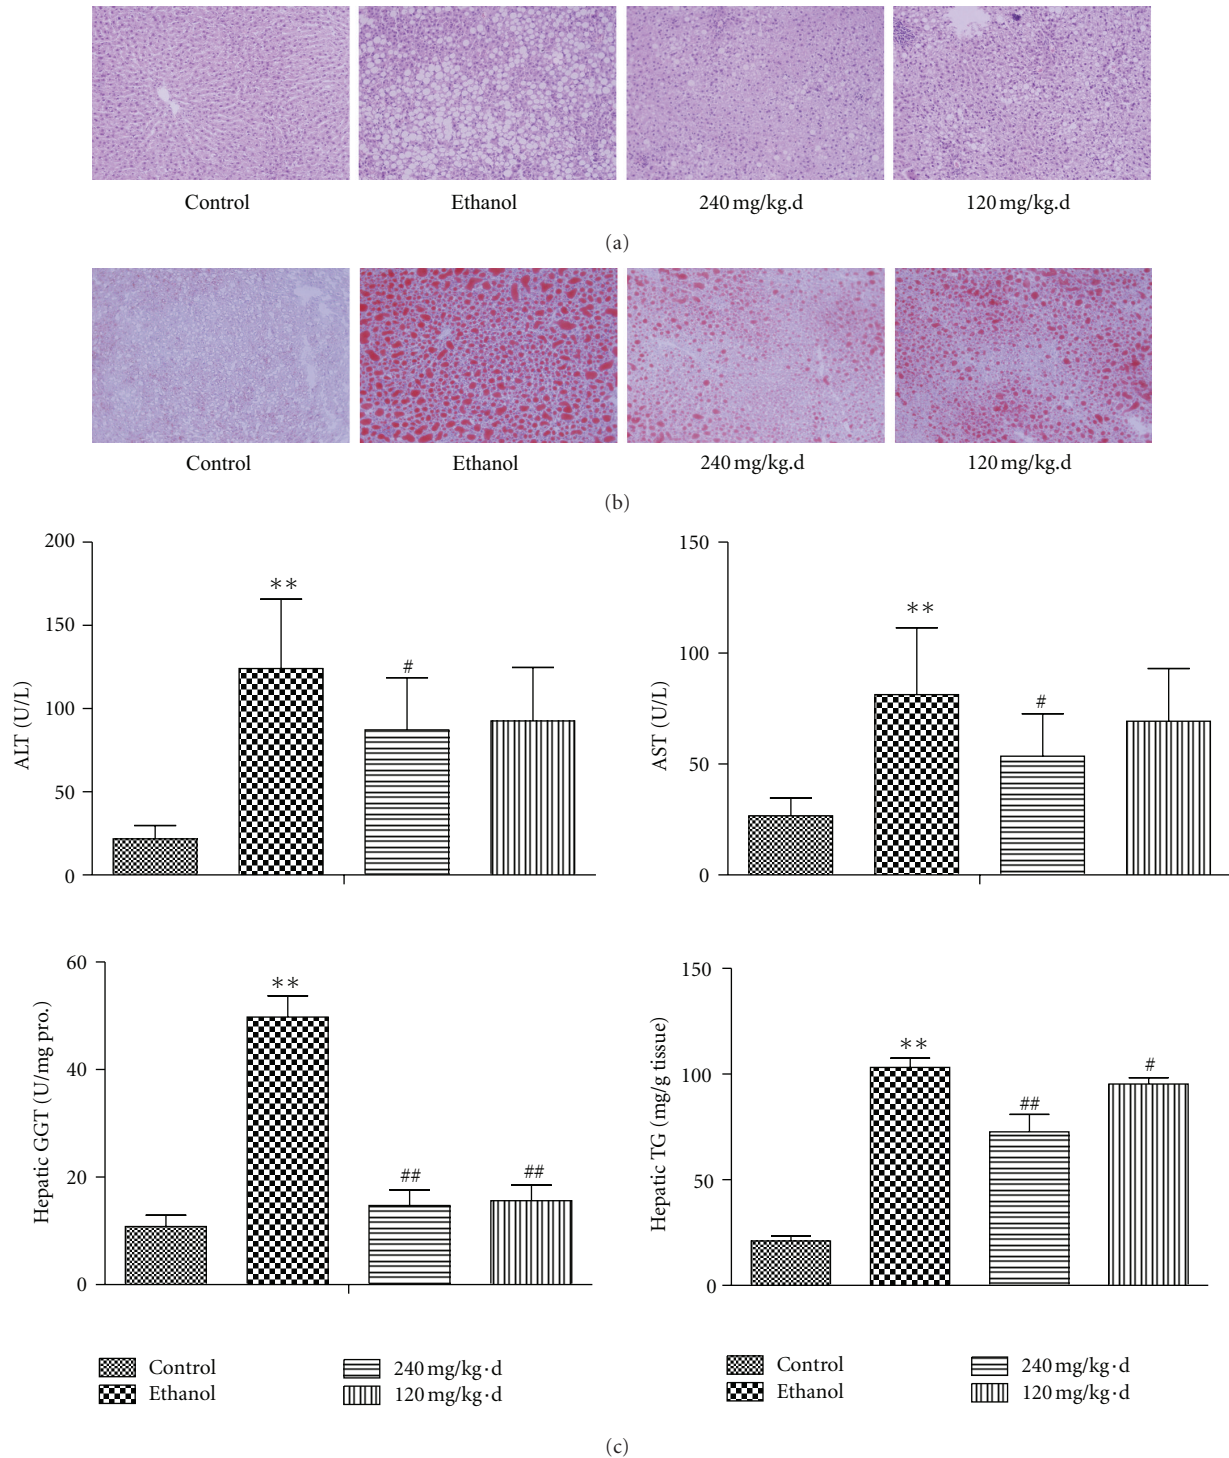 Control Ethanol 240 mg/kg.d 120 mg/kg.d
(a)
Control Ethanol 240 mg/kg.d 120 mg/kg.d
(b)
200
150
100
50
0
ALT (U/L)
**
#
150
100
50
0
AST (U/L)
**
#
60
40
20
0
Hepatic GGT (U/mg pro.)
**
##
##
150
100
50
0
Hepatic TG (mg/g tissue)
**
##
#
Control 240 mg/kg·d
Ethanol 120 mg/kg·d
Control 240 mg/kg·d
Ethanol 120 mg/kg·d
(c)